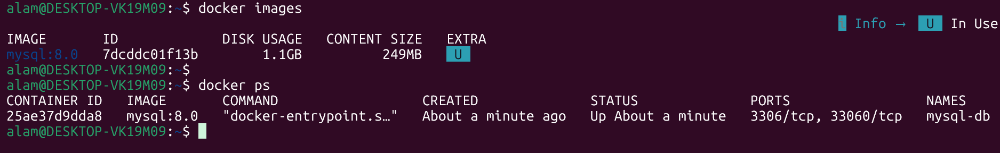 alam@DESKTOP-VK19M09:~$ docker images
i Info → U In Use
IMAGE ID DISK USAGE CONTENT SIZE EXTRA
mysql:8.0 7dcddc01f13b 1.1GB 249MB U
alam@DESKTOP-VK19M09:~$
alam@DESKTOP-VK19M09:~$ docker ps
CONTAINER ID IMAGE COMMAND CREATED STATUS PORTS NAMES
25ae37d9dda8 mysql:8.0 "docker-entrypoint.s…" About a minute ago Up About a minute 3306/tcp, 33060/tcp mysql-db
alam@DESKTOP-VK19M09:~$